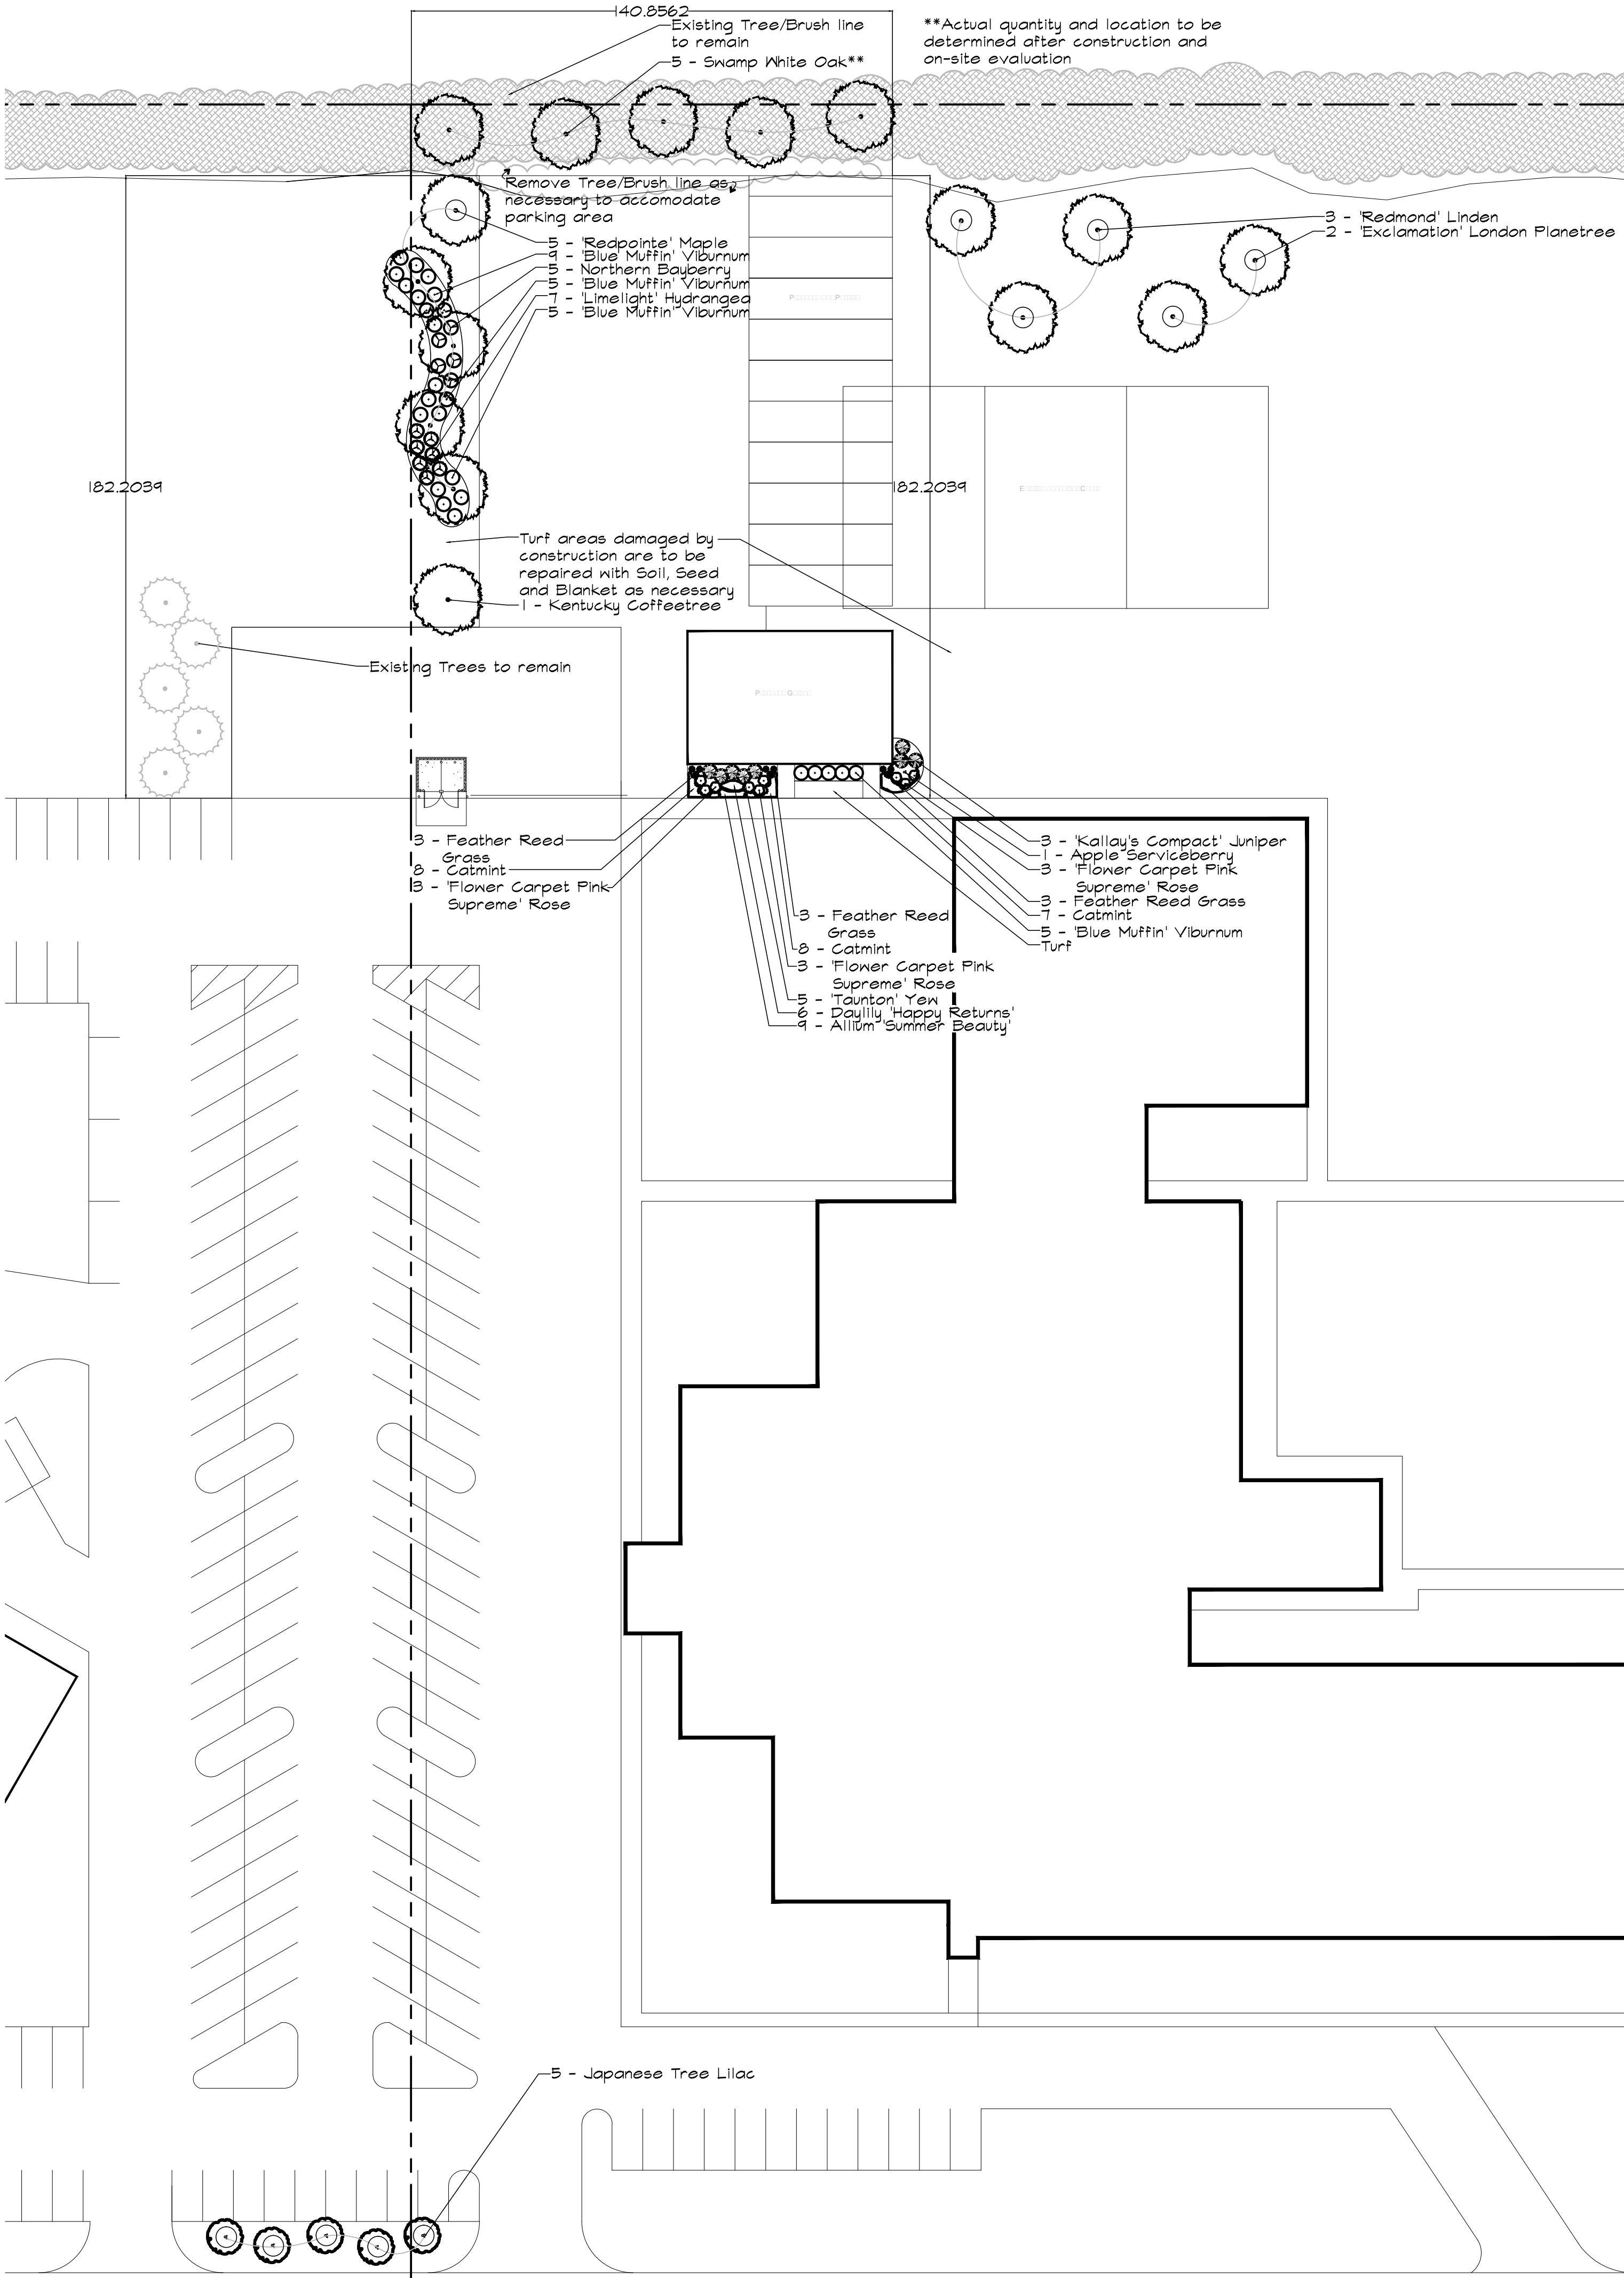 140.8562
Existing Tree/Brush line
to remain
5 - Swamp White Oak**
**Actual quantity and location to be
determined after construction and
on-site evaluation
Remove Tree/Brush line as
necessary to accomodate
parking area
5 - 'Redpointe' Maple
9 - 'Blue Muffin' Viburnum
5 - Northern Bayberry
5 - 'Blue Muffin' Viburnum
7 - 'Limelight' Hydrangea
5 - 'Blue Muffin' Viburnum
3 - 'Redmond' Linden
2 - 'Exclamation' London Planetree
182.2039
182.2039
Turf areas damaged by
construction are to be
repaired with Soil, Seed
and Blanket as necessary
1 - Kentucky Coffeetree
Existing Trees to remain
3 - Feather Reed
Grass
8 - Catmint
3 - 'Flower Carpet Pink
Supreme' Rose
3 - Feather Reed
Grass
8 - Catmint
3 - 'Flower Carpet Pink
Supreme' Rose
5 - 'Taunton' Yew
6 - Daylily 'Happy Returns'
9 - Allium 'Summer Beauty'
3 - 'Kallay's Compact' Juniper
1 - Apple Serviceberry
3 - 'Flower Carpet Pink
Supreme' Rose
3 - Feather Reed Grass
7 - Catmint
5 - 'Blue Muffin' Viburnum
Turf
5 - Japanese Tree Lilac